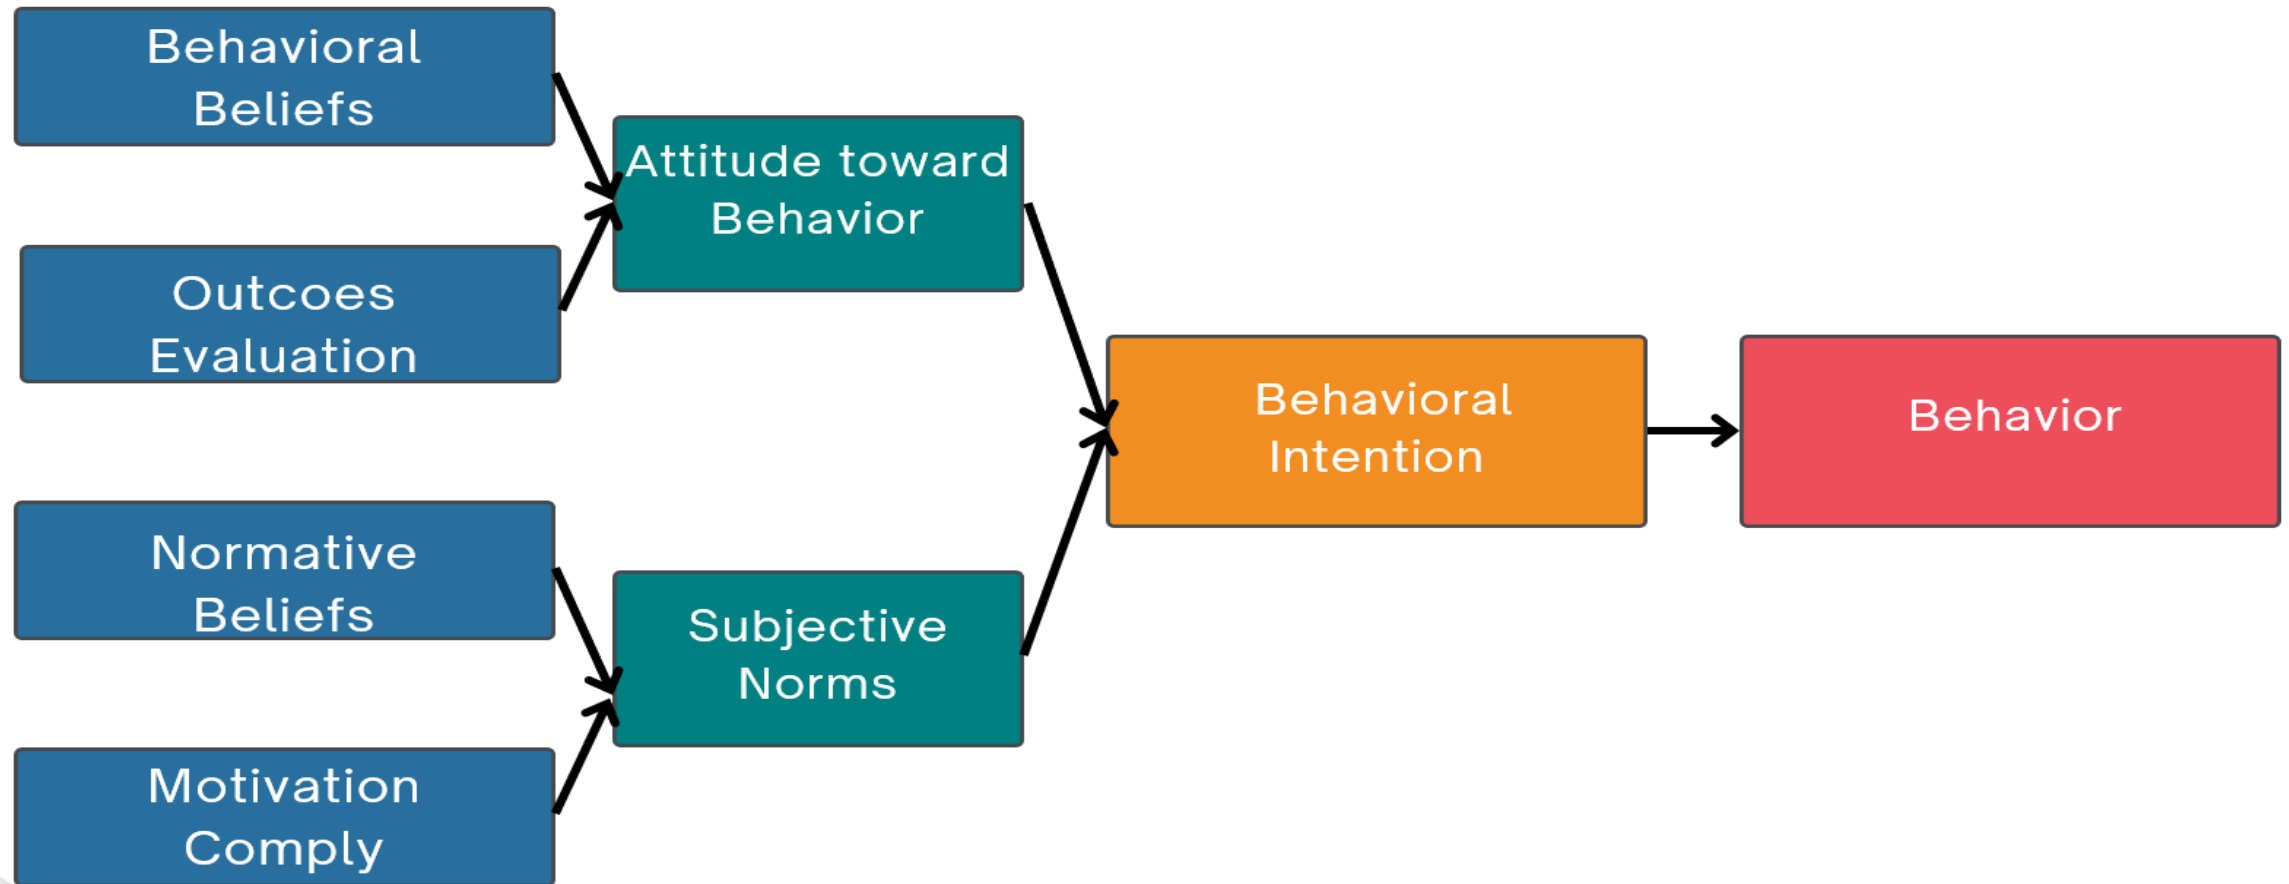 Behavioral
Beliefs
Outcoes
Evaluation
Normative
Beliefs
Motivation
Comply
Attitude toward
Behavior
Subjective
Norms
Behavioral
Intention
Behavior